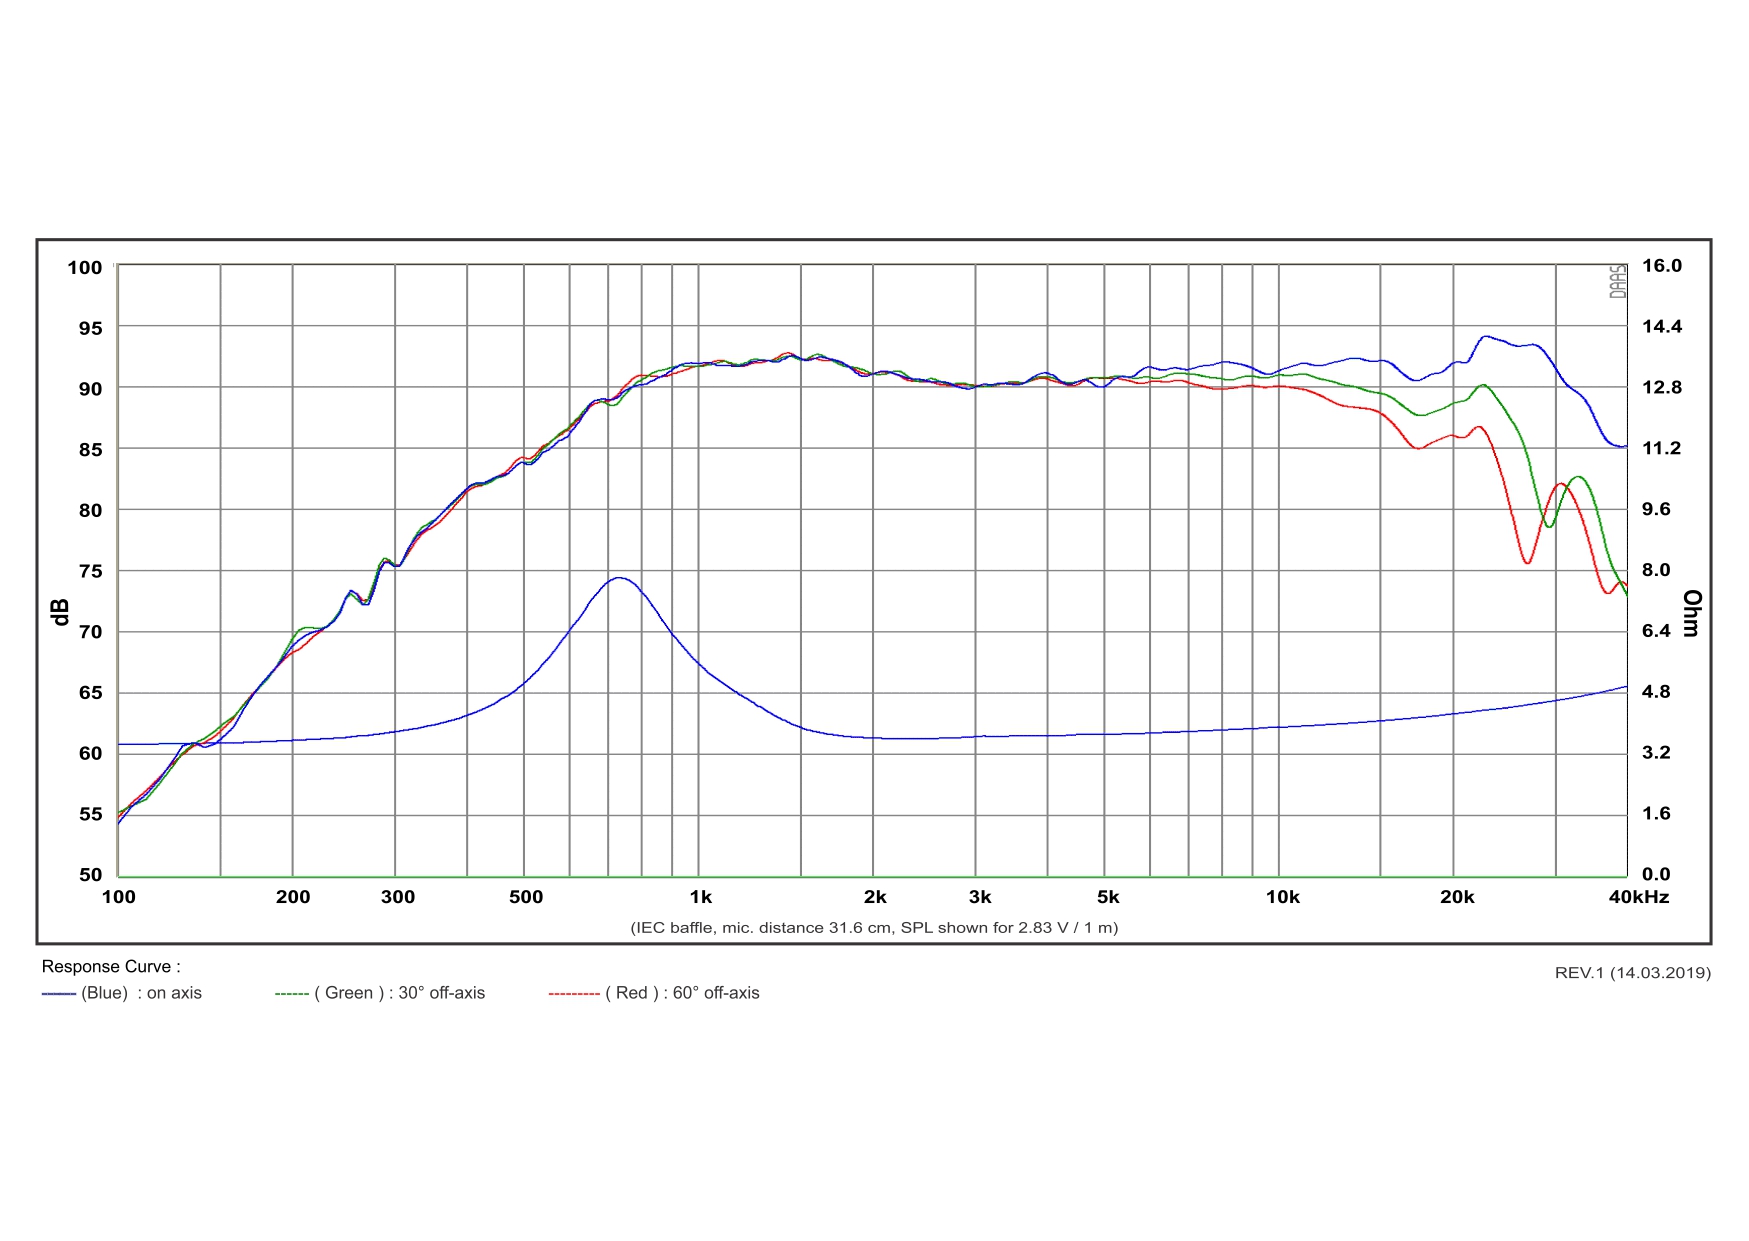 100 16.0
DAAS
95 14.4
90 12.8
85 11.2
80 9.6
75 8.0
dB Ohm
70 6.4
65 4.8
60 3.2
55 1.6
50 0.0
100 200 300 500 1k 2k 3k 5k 10k 20k 40kHz
(IEC baffle, mic. distance 31.6 cm, SPL shown for 2.83 V / 1 m)
Response Curve :
REV.1 (14.03.2019)
(Blue) : on axis ( Green ) : 30° off-axis ( Red ) : 60° off-axis